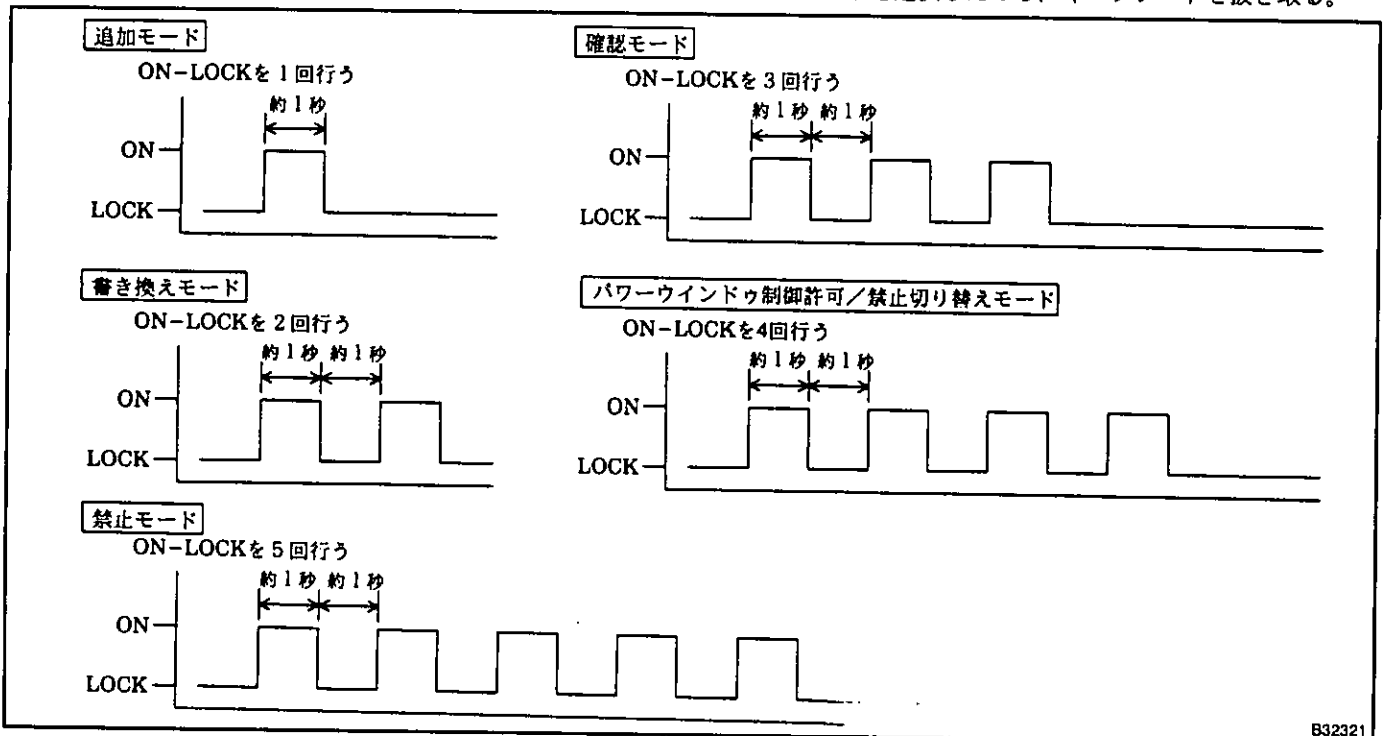 を抜き取る。
追加モード
ON-LOCKを1回行う
約1秒
ON
LOCK
確認モード
ON-LOCKを3回行う
約1秒 約1秒
ON
LOCK
書き換えモード
ON-LOCKを2回行う
約1秒 約1秒
ON
LOCK
パワーウインドゥ制御許可/禁止切り替えモード
ON-LOCKを4回行う
約1秒 約1秒
ON
LOCK
禁止モード
ON-LOCKを5回行う
約1秒 約1秒
ON
LOCK
B32321